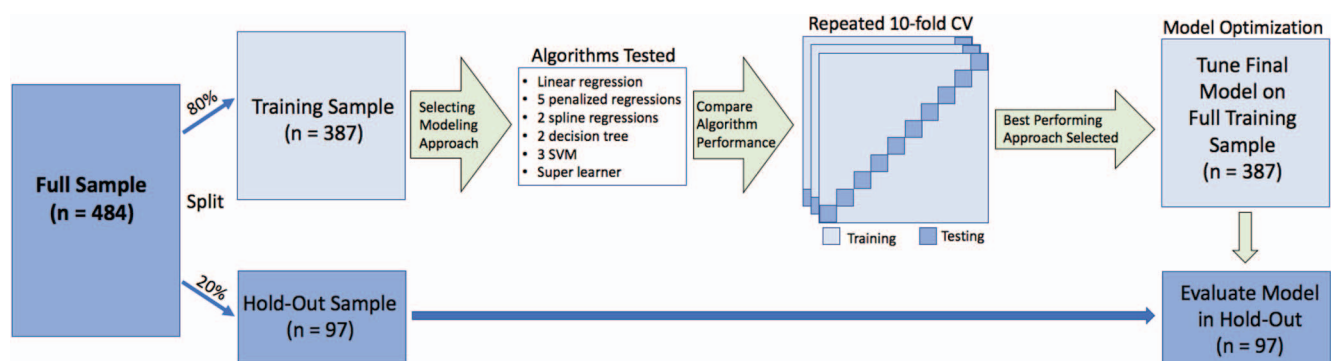 Full Sample
(n = 484)
80%
Split
20%
Training Sample
(n = 387)
Hold-Out Sample
(n = 97)
Selecting
Modeling
Approach
Algorithms Tested
• Linear regression
• 5 penalized regressions
• 2 spline regressions
• 2 decision tree
• 3 SVM
• Super learner
Compare
Algorithm
Performance
Repeated 10-fold CV
Training
Testing
Best Performing
Approach Selected
Model Optimization
Tune Final
Model on
Full Training
Sample
(n = 387)
Evaluate Model
in Hold-Out
(n = 97)